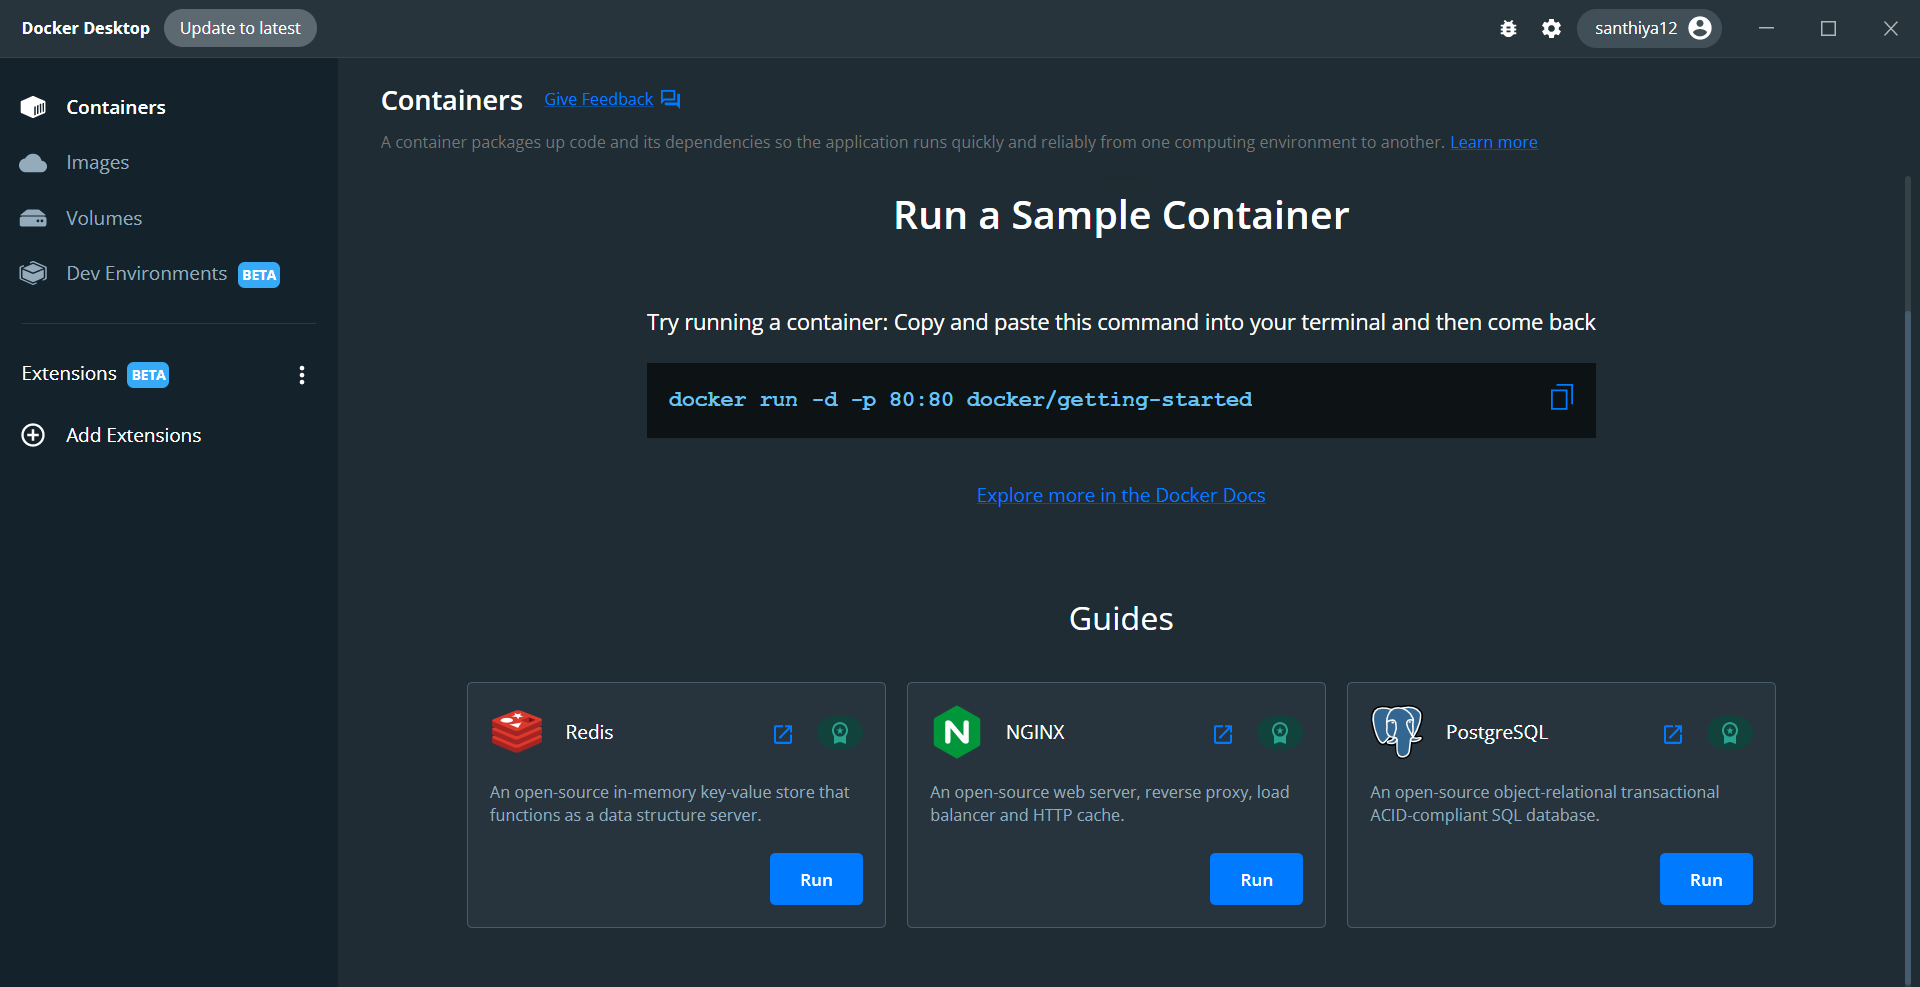 Docker Desktop Update to latest santhiya12
Containers
Images
Volumes
Dev Environments BETA
Extensions BETA
Add Extensions
Containers Give Feedback
A container packages up code and its dependencies so the application runs quickly and reliably from one computing environment to another. Learn more
Run a Sample Container
Try running a container: Copy and paste this command into your terminal and then come back
docker run -d -p 80:80 docker/getting-started
Explore more in the Docker Docs
Guides
Redis
An open-source in-memory key-value store that
functions as a data structure server.
Run
NGINX
An open-source web server, reverse proxy, load
balancer and HTTP cache.
Run
PostgreSQL
An open-source object-relational transactional
ACID-compliant SQL database.
Run